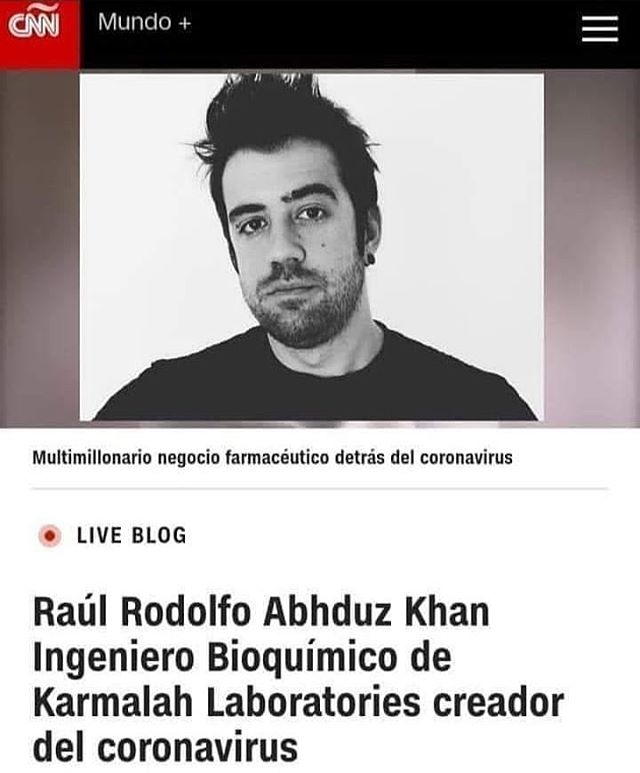 CÑN
Mundo +
Multimillonario negocio farmacéutico detrás del coronavirus
LIVE BLOG
Raúl Rodolfo Abhduz Khan
Ingeniero Bioquímico de
Karmalah Laboratories creador
del coronavirus